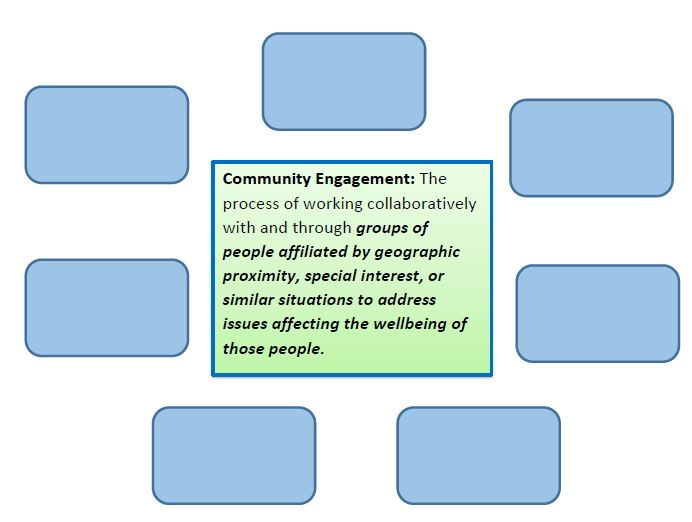 Community Engagement: The
process of working collaboratively
with and through groups of
people affiliated by geographic
proximity, special interest, or
similar situations to address
issues affecting the wellbeing of
those people.